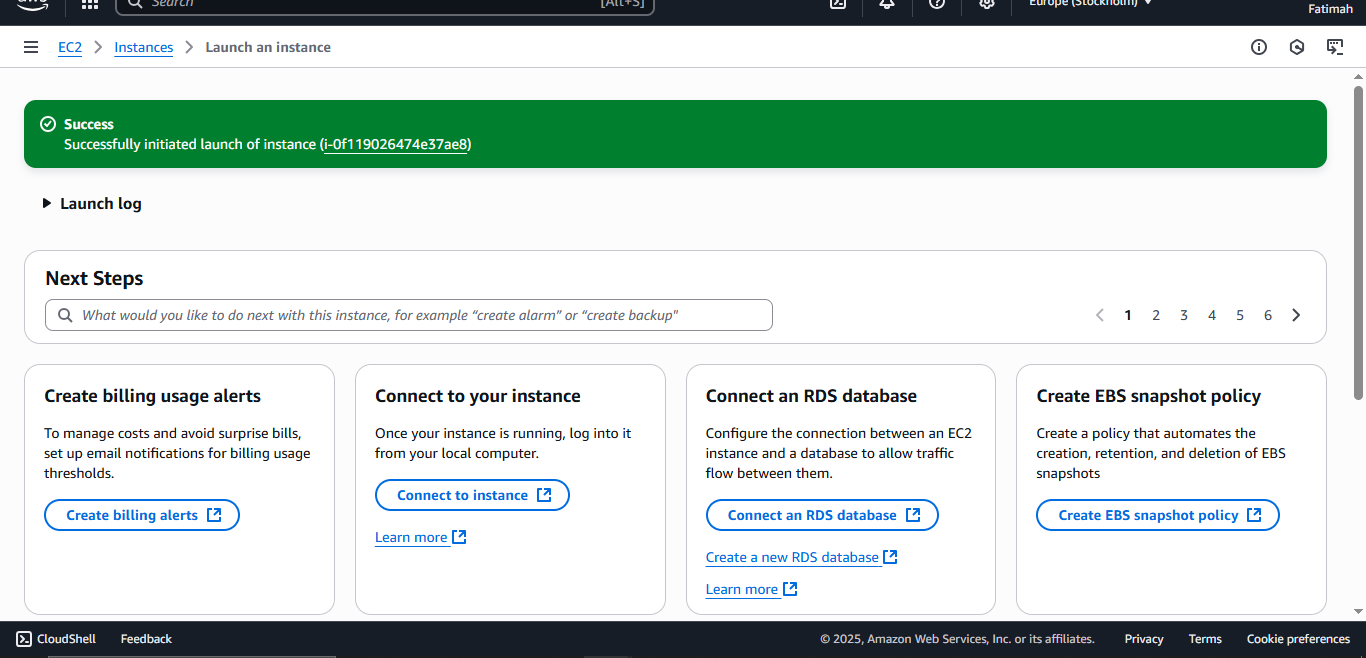 aws
Search
[Alt+S]
Europe (Stockholm)
Fatimah
EC2
Instances
Launch an instance
Success
Successfully initiated launch of instance (i-0f119026474e37ae8)
Launch log
Next Steps
What would you like to do next with this instance, for example “create alarm” or “create backup"
1 2 3 4 5 6
Create billing usage alerts
To manage costs and avoid surprise bills,
set up email notifications for billing usage
thresholds.
Create billing alerts
Connect to your instance
Once your instance is running, log into it
from your local computer.
Connect to instance
Learn more
Connect an RDS database
Configure the connection between an EC2
instance and a database to allow traffic
flow between them.
Connect an RDS database
Create a new RDS database
Learn more
Create EBS snapshot policy
Create a policy that automates the
creation, retention, and deletion of EBS
snapshots
Create EBS snapshot policy
CloudShell
Feedback
© 2025, Amazon Web Services, Inc. or its affiliates.
Privacy
Terms
Cookie preferences